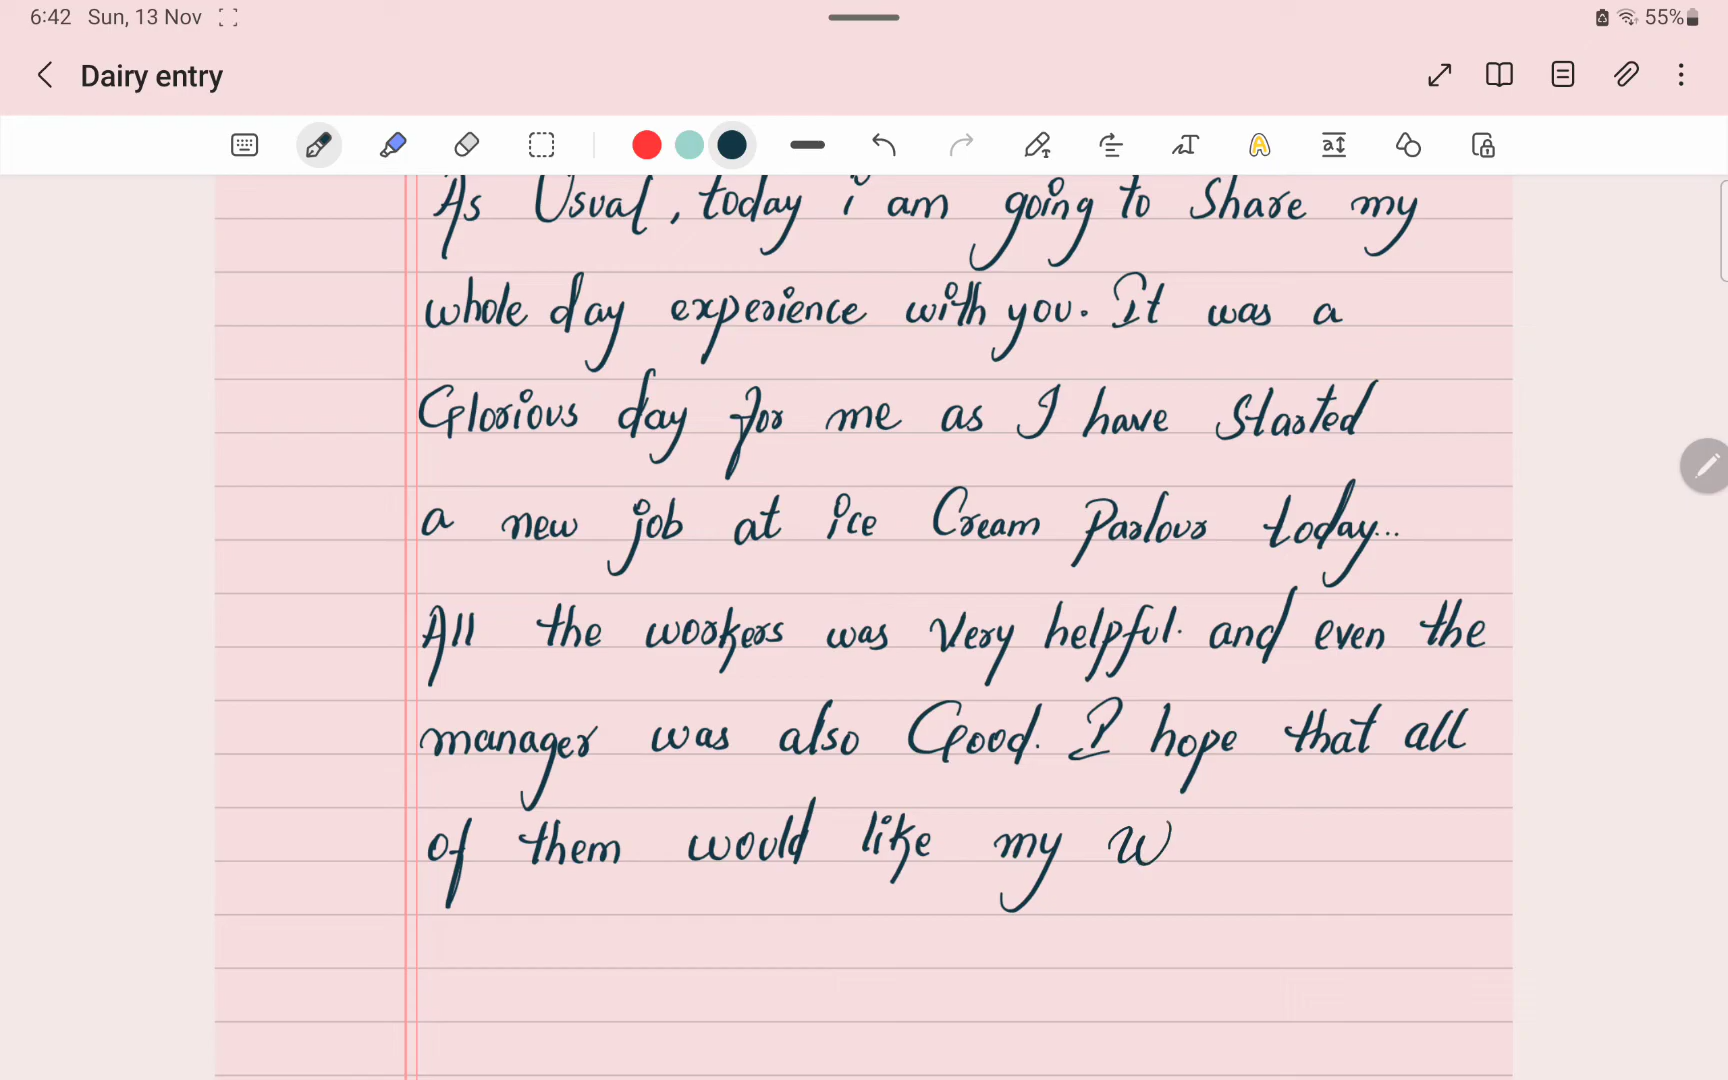 6:42 Sun, 13 Nov 55%
Dairy entry
As Usual, today i am going to Share my
whole day experience with you. It was a
Glorious day for me as I have Started
a new job at ice Cream Parlour today...
All the workers was Very helpful. and even the
manager was also Good. I hope that all
of them would like my w